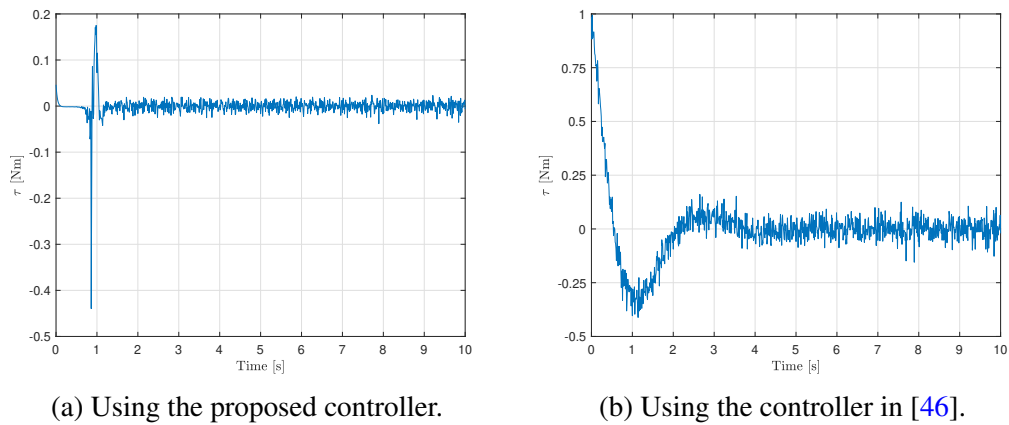 0.2
0.1
0
-0.1
-0.2
-0.3
-0.4
-0.5
τ [Nm]
0 1 2 3 4 5 6 7 8 9 10
Time [s]
(a) Using the proposed controller.
1
0.75
0.5
0.25
0
-0.25
-0.5
τ [Nm]
0 1 2 3 4 5 6 7 8 9 10
Time [s]
(b) Using the controller in [46].